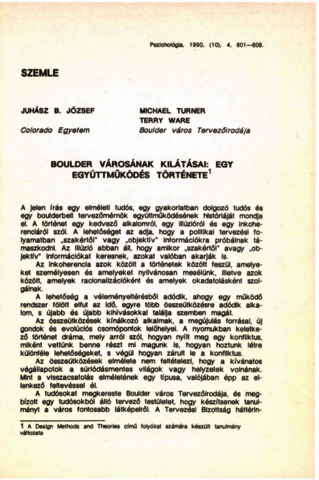 Pszichológia, 1990, (10), 4, 601—608.
SZEMLE
JUHÁSZ B. JÓZSEF
Colorado Egyetem
MICHAEL TURNER
TERRY WARE
Boulder város Tervezőirodája
BOULDER VÁROSÁNAK KILÁTÁSAI: EGY
EGYÜTTMŰKÖDÉS TÖRTÉNETE¹
A jelen írás egy elméleti tudós, egy gyakorlatban dolgozó tudós és
egy boulderbeli tervezőmérnök együttműködésének históriáját mondja
el. A történet egy kedvező alkalomról, egy illúzióról és egy inkohe-
renciáról szól. A lehetőséget az adja, hogy a politikai tervezési fo-
lyamatban „szakértői" vagy „objektív" információkra próbálnak tá-
maszkodni. Az illúzió abban áll, hogy amikor „szakértői" avagy „ob-
jektív" információkat keresnek, azokat valóban akarják is.
Az inkoherencia azok között a történetek között feszül, amelye-
ket személyesen és amelyeket nyilvánosan mesélünk, illetve azok
között, amelyek racionalizációként és amelyek okadatolásként szol-
gálnak.
A lehetőség a véleményeltérésből adódik, ahogy egy működő
rendszer fölött elfut az idő, egyre több összeütközésre adódik alka-
lom, s újabb és újabb kihívásokkal találja szemben magát.
Az összeütközések kínálkozó alkalmak, a megújulás forrásai, új
gondok és evolúciós csomópontok lelőhelyei. A nyomukban keletke-
ző történet dráma, mely arról szól, hogyan nyílt meg egy konfliktus,
miként vettünk benne részt mi magunk is, hogyan hoztunk létre
különféle lehetőségeket, s végül hogyan zárult le a konfliktus.
Az összeütközések elmélete nem feltételezi, hogy a kívánatos
végállapotok a súrlódásmentes világok vagy helyzetek volnának.
Mint a visszacsatolás elméletének egy típusa, valójában épp az el-
lenkező feltevéssel él.
A tudósokat megkereste Boulder város Tervezőirodája, és meg-
bízott egy tudósokból álló tervező testületet, hogy készítsenek tanul-
mányt a város fontosabb látképeiről. A Tervezési Bizottság háttérin-
1 A Design Methods and Theories című folyóirat számára készült tanulmány
változata